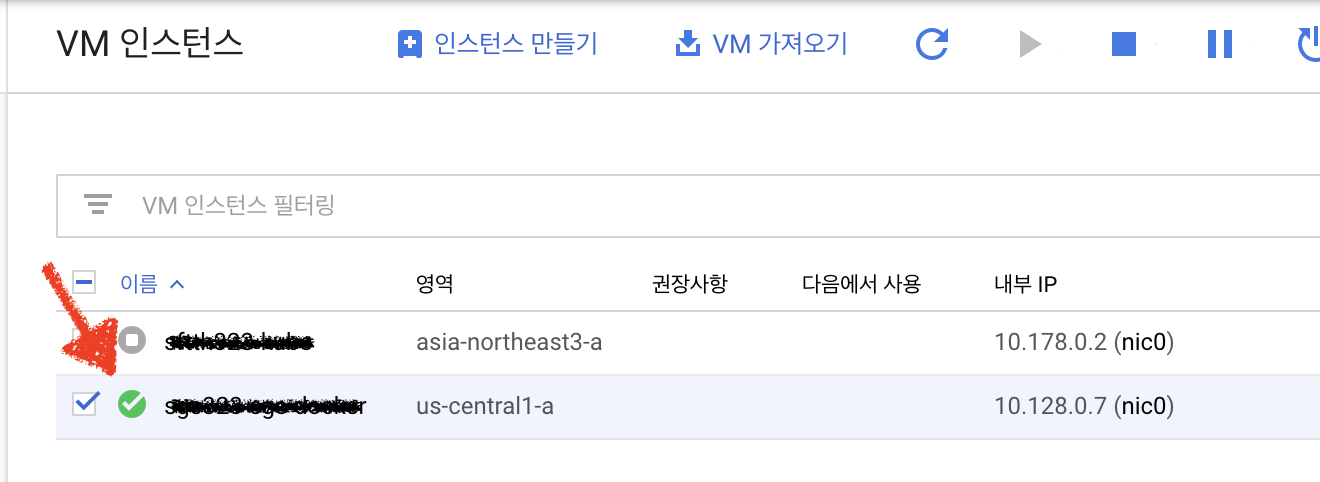 VM 인스턴스 인스턴스 만들기 VM 가져오기
VM 인스턴스 필터링
이름 영역 권장사항 다음에서 사용 내부 IP
asia-northeast3-a 10.178.0.2 (nic0)
us-central1-a 10.128.0.7 (nic0)